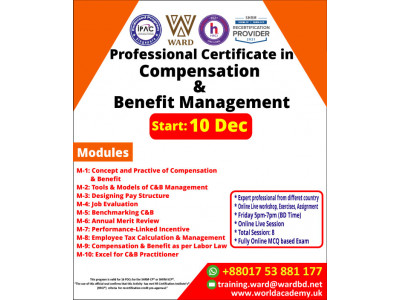 IPAC
WARD
SHRM
RECERTIFICATION
PROVIDER
Professional Certificate in
Compensation
&
Benefit Management
Start: 10 Dec
Modules
M-1: Concept and Practive of Compensation
& Benefit
M-2: Tools & Models of C&B Management
M-3: Designing Pay Structure
M-4: Job Evaluation
M-5: Benchmarking C&B
M-6: Annual Merit Review
M-7: Performance-Linked Incentive
M-8: Employee Tax Calculation & Management
M-9: Compensation & Benefit as per Labor Law
M-10: Excel for C&B Practitioner
* Expert professional from different country
* Online Live workshop, Exercises, Assignment
* Friday 5pm-7pm (BD Time)
* Online Live Session
* Total Session: 8
* Fully Online MCQ based Exam
+88017 53 881 177
training.ward@wardbd.net
www.worldacademy.uk